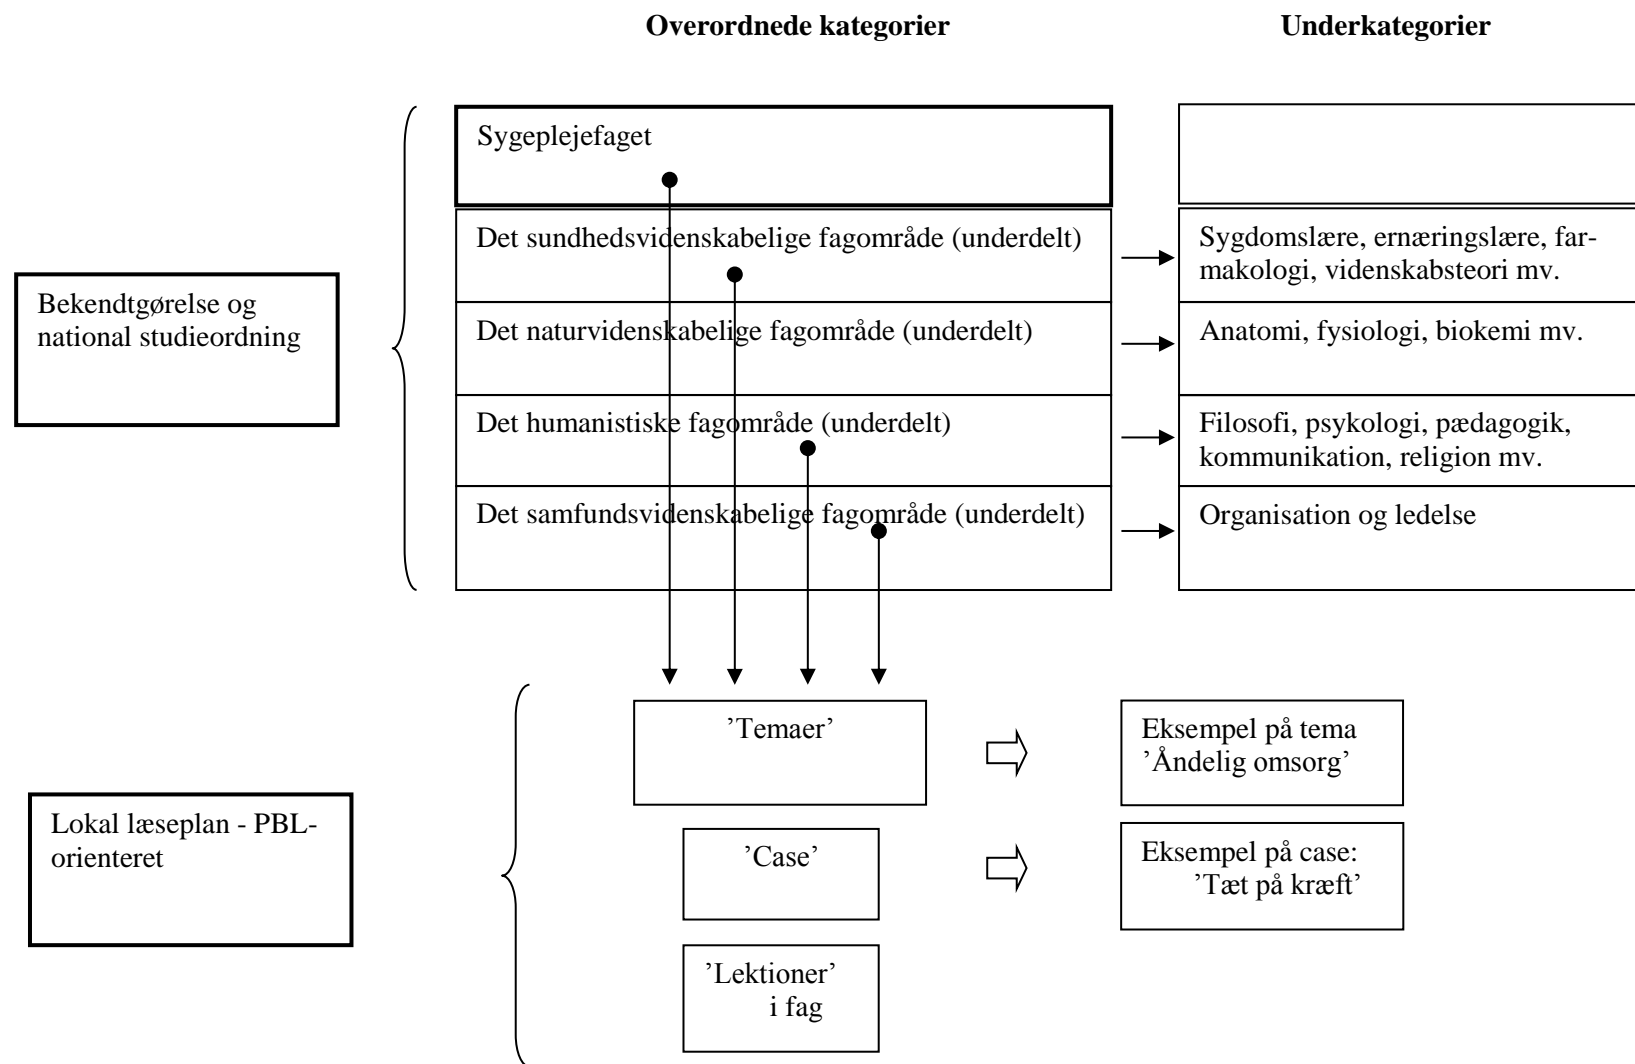 Overordnede kategorier
Underkategorier
Sygeplejefaget
Det sundhedsvidenskabelige fagområde (underdelt)
Sygdomslære, ernæringslære, far-
makologi, videnskabsteori mv.
Bekendtgørelse og
national studieordning
Det naturvidenskabelige fagområde (underdelt)
Anatomi, fysiologi, biokemi mv.
Det humanistiske fagområde (underdelt)
Filosofi, psykologi, pædagogik,
kommunikation, religion mv.
Det samfundsvidenskabelige fagområde (underdelt)
Organisation og ledelse
’Temaer’
Eksempel på tema
’Åndelig omsorg’
Lokal læseplan - PBL-
orienteret
’Case’
Eksempel på case:
’Tæt på kræft’
’Lektioner’
i fag